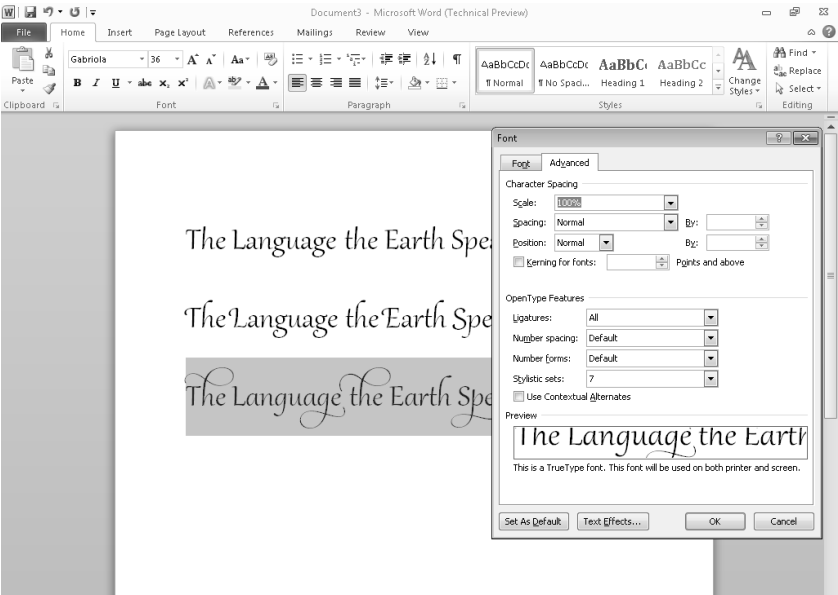 Document3 - Microsoft Word (Technical Preview)
File Home Insert Page Layout References Mailings Review View
Paste
Gabriola 36
AaBbCcDc AaBbCcDc AaBbC AaBbCc
¶ Normal ¶ No Spaci... Heading 1 Heading 2
Change Styles
Find
Replace
Select
Clipboard Font Paragraph Styles Editing
The Language the Earth Spe
The Language the Earth Spe
The Language the Earth Spe
Font
Font Advanced
Character Spacing
Scale: 100%
Spacing: Normal By:
Position: Normal By:
Kerning for fonts: Points and above
OpenType Features
Ligatures: All
Number spacing: Default
Number forms: Default
Stylistic sets: 7
Use Contextual Alternates
Preview
The Language the Earth
This is a TrueType font. This font will be used on both printer and screen.
Set As Default Text Effects... OK Cancel